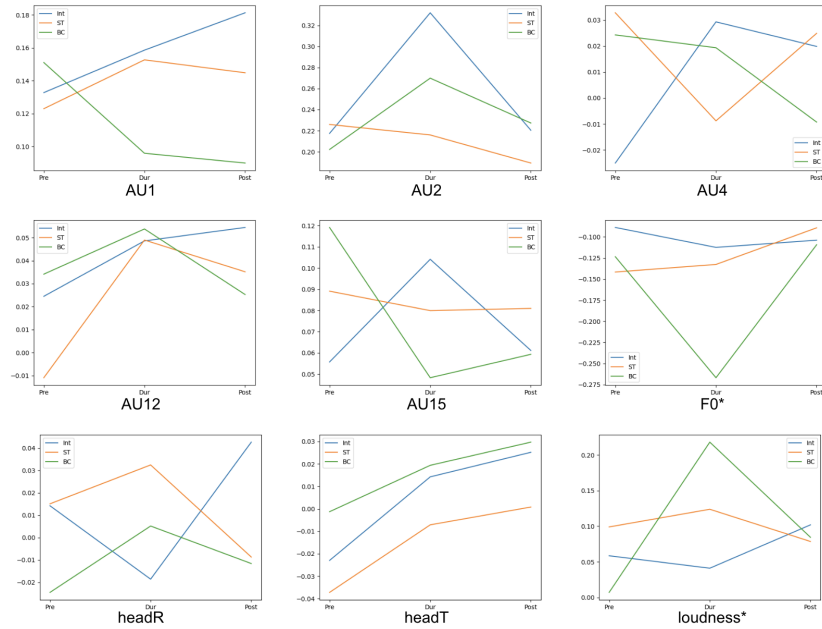 Int
ST
BC
0.18
0.16
0.14
0.12
0.10
Pre Dur Post
AU1
Int
ST
BC
0.32
0.30
0.28
0.26
0.24
0.22
0.20
Pre Dur Post
AU2
0.03
0.02
0.01
0.00
−0.01
−0.02
Int
ST
BC
Pre Dur Post
AU4
Int
ST
BC
0.05
0.04
0.03
0.02
0.01
0.00
−0.01
Pre Dur Post
AU12
Int
ST
BC
0.12
0.11
0.10
0.09
0.08
0.07
0.06
0.05
Pre Dur Post
AU15
−0.100
−0.125
−0.150
−0.175
−0.200
−0.225
−0.250
−0.275
Int
ST
BC
Pre Dur Post
F0*
Int
ST
BC
0.04
0.03
0.02
0.01
0.00
−0.01
−0.02
Pre Dur Post
headR
Int
ST
BC
0.03
0.02
0.01
0.00
−0.01
−0.02
−0.03
−0.04
Pre Dur Post
headT
Int
ST
BC
0.20
0.15
0.10
0.05
0.00
Pre Dur Post
loudness*